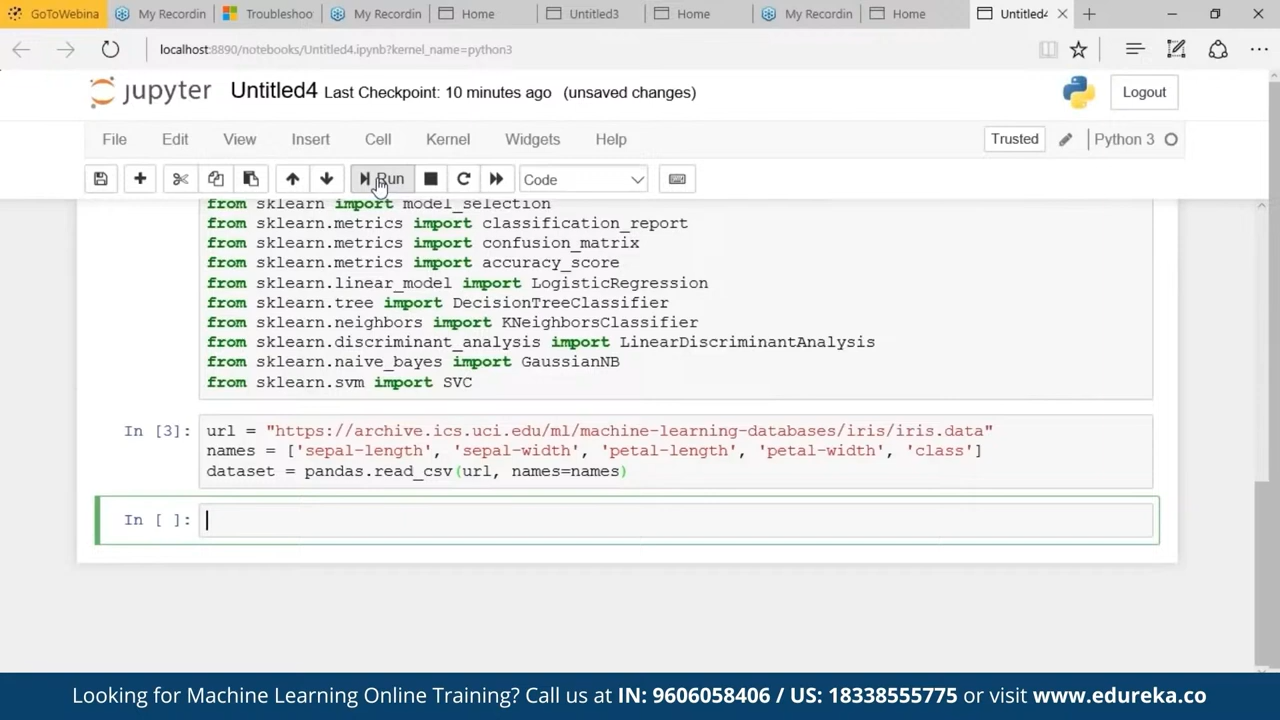 GoToWebina
My Recordin
Troubleshoo
My Recordin
Home
Untitled3
Home
My Recordin
Home
Untitled4
localhost:8890/notebooks/Untitled4.ipynb?kernel_name=python3
jupyter Untitled4 Last Checkpoint: 10 minutes ago (unsaved changes)
Logout
File Edit View Insert Cell Kernel Widgets Help
Trusted
Python 3
Run
Code
from sklearn import model_selection
from sklearn.metrics import classification_report
from sklearn.metrics import confusion_matrix
from sklearn.metrics import accuracy_score
from sklearn.linear_model import LogisticRegression
from sklearn.tree import DecisionTreeClassifier
from sklearn.neighbors import KNeighborsClassifier
from sklearn.discriminant_analysis import LinearDiscriminantAnalysis
from sklearn.naive_bayes import GaussianNB
from sklearn.svm import SVC
In [3]: url = "https://archive.ics.uci.edu/ml/machine-learning-databases/iris/iris.data"
names = ['sepal-length', 'sepal-width', 'petal-length', 'petal-width', 'class']
dataset = pandas.read_csv(url, names=names)
In [ ]:
Looking for Machine Learning Online Training? Call us at IN: 9606058406 / US: 18338555775 or visit www.edureka.co